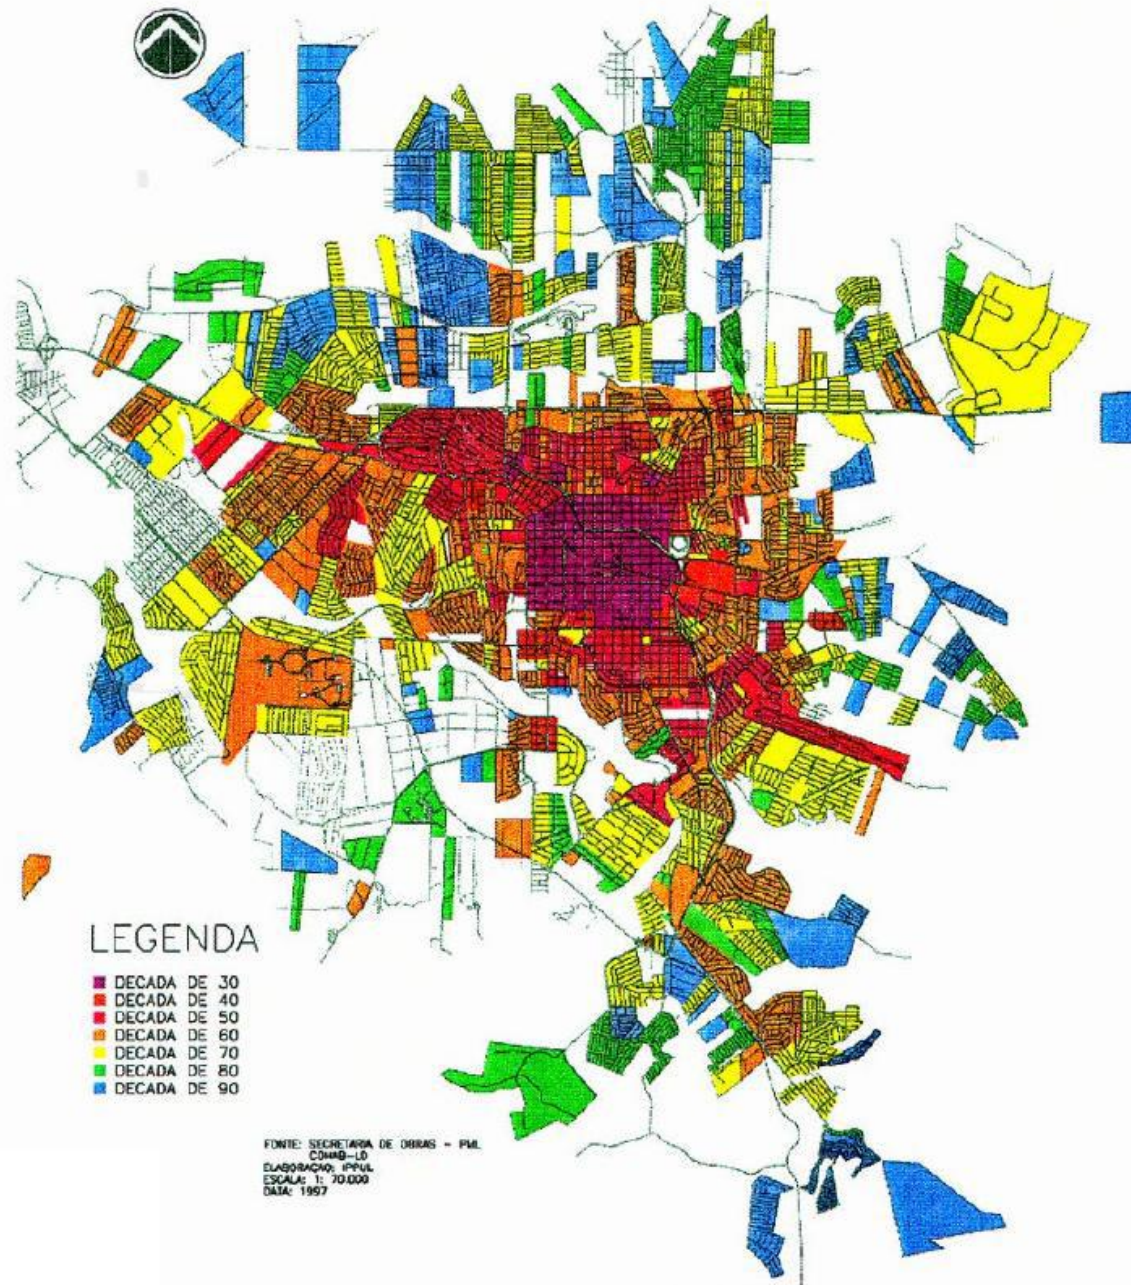 LEGENDA
DECADA DE 30
DECADA DE 40
DECADA DE 50
DECADA DE 60
DECADA DE 70
DECADA DE 80
DECADA DE 90
FONTE: SECRETARIA DE OBRAS - PML
COHAB-LD
ELABORAÇÃO: IPPUL
ESCALA: 1: 70.000
DATA: 1997